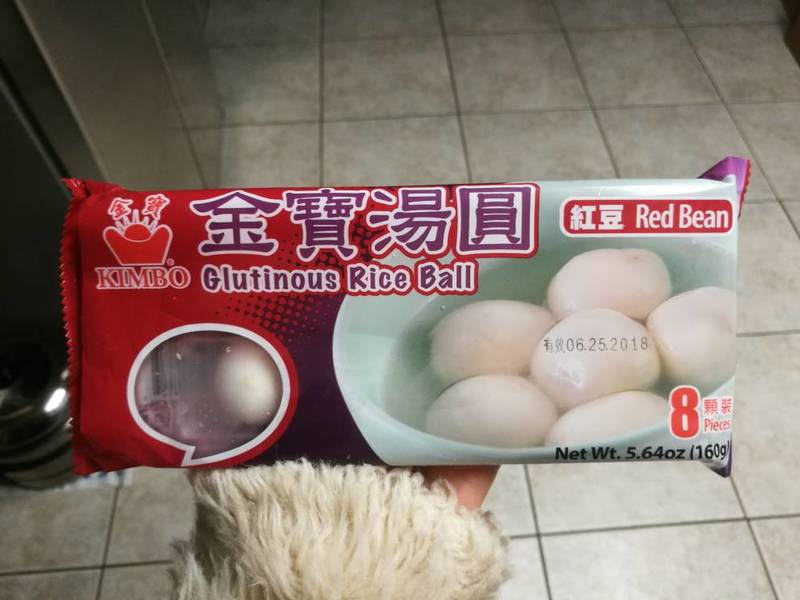 金寶
KIMBO®
金寶湯圓
Glutinous Rice Ball
紅豆 Red Bean
有效06.25.2018
8 顆裝
Pieces
Net Wt. 5.64oz (160g)